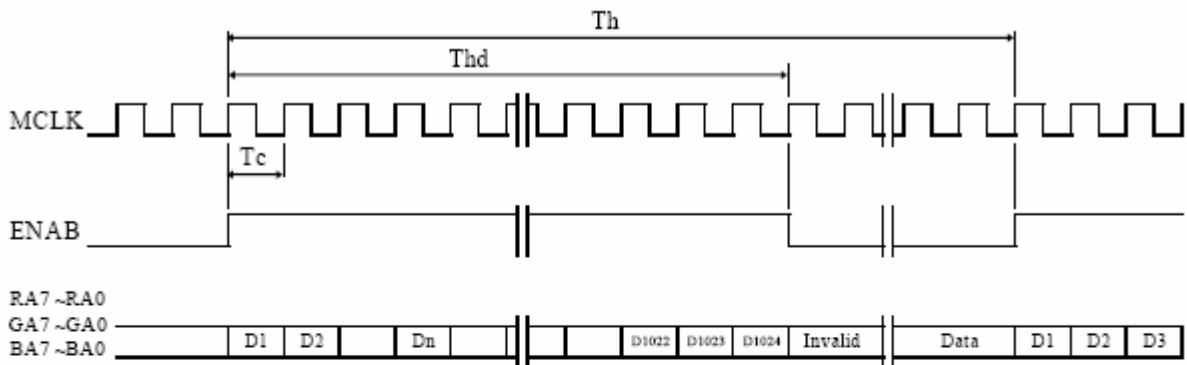 Th
Thd
MCLK
Tc
ENAB
RA7 ~RA0
GA7 ~GA0
BA7 ~BA0
D1 D2 Dn D1022 D1023 D1024 Invalid Data D1 D2 D3